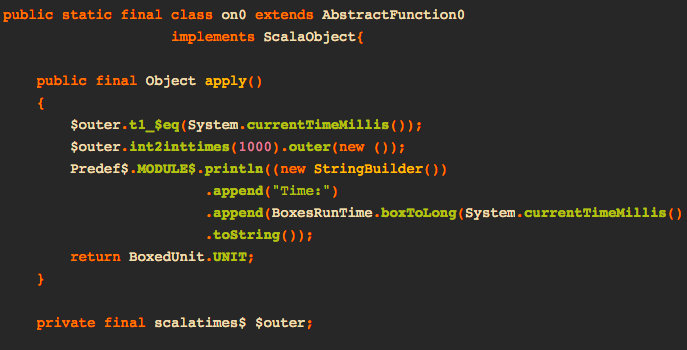 public static final class on0 extends AbstractFunction0
implements ScalaObject{
public final Object apply()
{
$outer.t1_$eq(System.currentTimeMillis());
$outer.int2inttimes(1000).outer(new ());
Predef$.MODULE$.println((new StringBuilder())
.append("Time:")
.append(BoxesRunTime.boxToLong(System.currentTimeMillis()
.toString());
return BoxedUnit.UNIT;
}
private final scalatimes$ $outer;